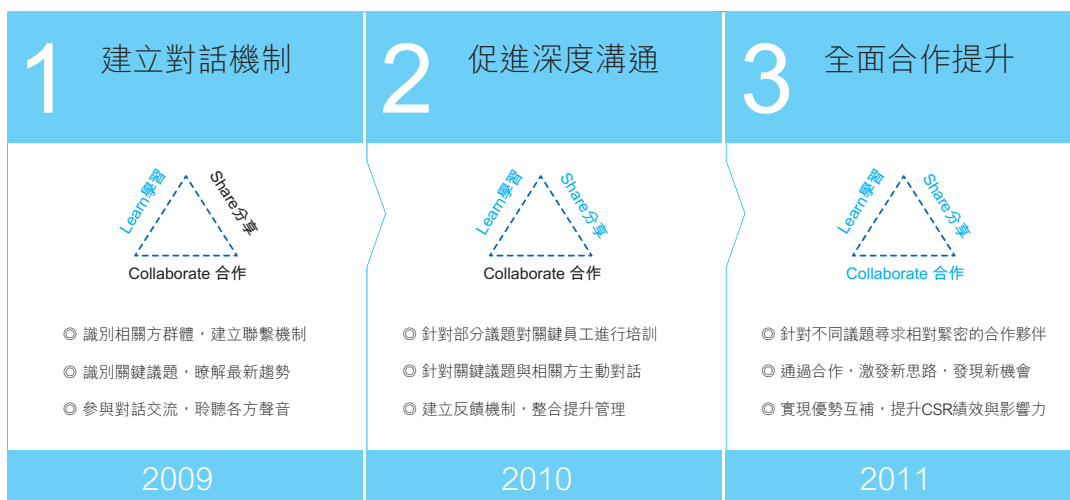 1
建立對話機制
Learn學習
Share分享
Collaborate 合作
◎ 識別相關方群體，建立聯繫機制
◎ 識別關鍵議題，瞭解最新趨勢
◎ 參與對話交流，聆聽各方聲音
2009
2
促進深度溝通
Learn學習
Share分享
Collaborate 合作
◎ 針對部分議題對關鍵員工進行培訓
◎ 針對關鍵議題與相關方主動對話
◎ 建立反饋機制，整合提升管理
2010
3
全面合作提升
Learn學習
Share分享
Collaborate 合作
◎ 針對不同議題尋求相對緊密的合作夥伴
◎ 通過合作，激發新思路，發現新機會
◎ 實現優勢互補，提升CSR績效與影響力
2011